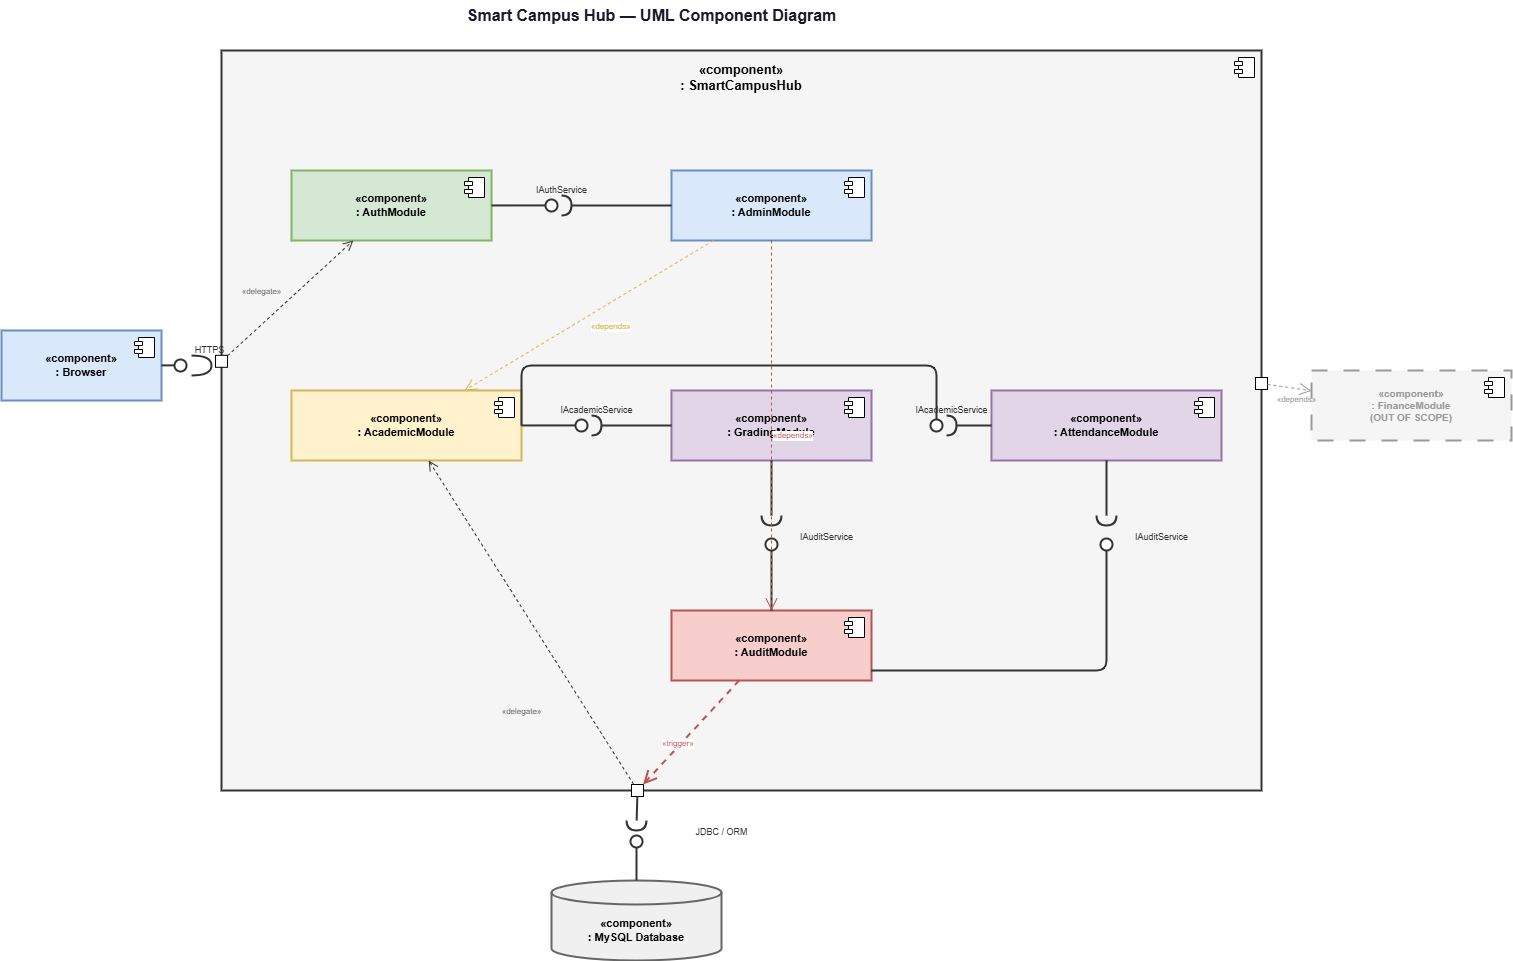 Smart Campus Hub — UML Component Diagram
«component»
: SmartCampusHub
«component»
: AuthModule
IAuthService
«component»
: AdminModule
«delegate»
«depends»
«component»
: Browser
HTTPS
«component»
: AcademicModule
IAcademicService
«component»
: GradingModule
«depends»
IAcademicService
«component»
: AttendanceModule
«depends»
«component»
: FinanceModule
(OUT OF SCOPE)
IAuditService
IAuditService
«component»
: AuditModule
«delegate»
«trigger»
JDBC / ORM
«component»
: MySQL Database